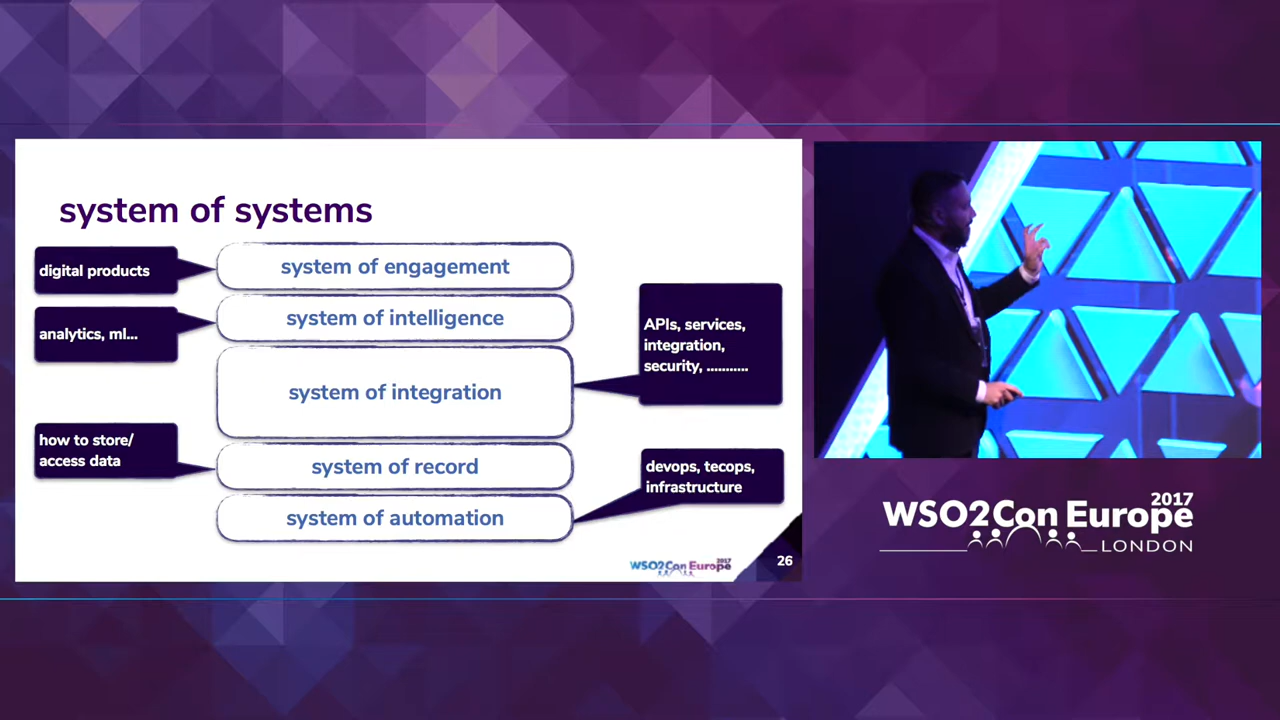 system of systems
digital products
system of engagement
analytics, ml...
system of intelligence
APIs, services,
integration,
security, ...........
system of integration
how to store/
access data
system of record
devops, tecops,
infrastructure
system of automation
WSO2Con Europe
2017
26
2017
WSO2Con Europe
LONDON